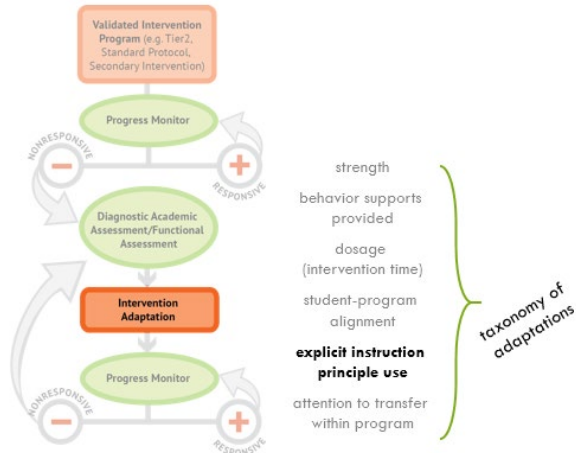 Validated Intervention
Program (e.g. Tier2,
Standard Protocol,
Secondary Intervention)
Progress Monitor
NONRESPONSIVE
RESPONSIVE
Diagnostic Academic
Assessment/Functional
Assessment
Intervention
Adaptation
Progress Monitor
NONRESPONSIVE
RESPONSIVE
strength
behavior supports
provided
dosage
(intervention time)
student-program
alignment
explicit instruction
principle use
attention to transfer
within program
taxonomy of
adaptations